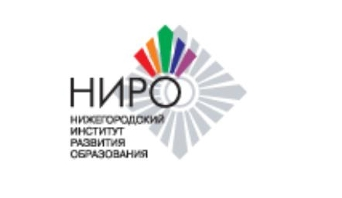 НИРО
НИЖЕГОРОДСКИЙ
ИНСТИТУТ
РАЗВИТИЯ
ОБРАЗОВАНИЯ